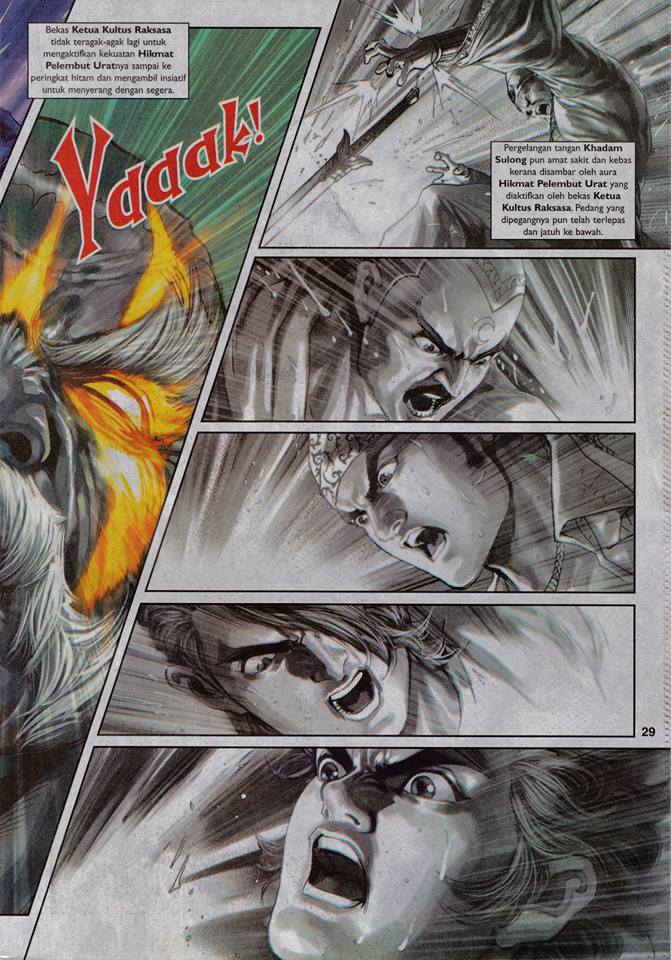 Bekas Ketua Kultus Raksasa
tidak teragak-agak lagi untuk
mengaktifkan kekuatan Hikmat
Pelembut Uratnya sampai ke
peringkat hitam dan mengambil insiatif
untuk menyerang dengan segera.
Ydaaak!
Pergelangan tangan Khadam
Sulong pun amat sakit dan kebas
kerana disambar oleh aura
Hikmat Pelembut Urat yang
diaktifkan oleh bekas Ketua
Kultus Raksasa. Pedang yang
dipegangnya pun telah terlepas
dan jatuh ke bawah.
29